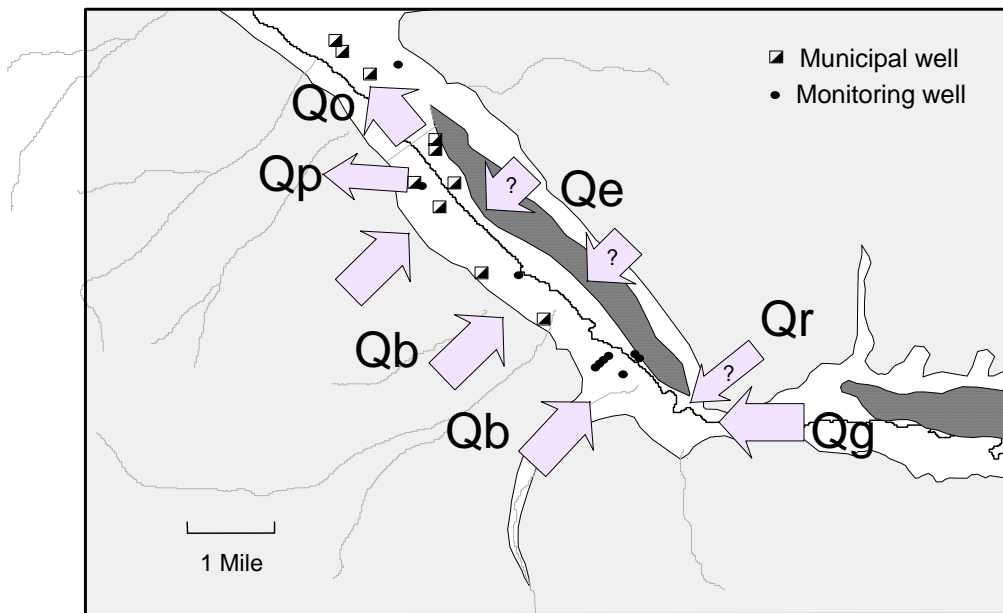 Municipal well
Monitoring well
Qo
Qp
?
Qe
?
Qr
?
Qb
Qb
Qg
1 Mile